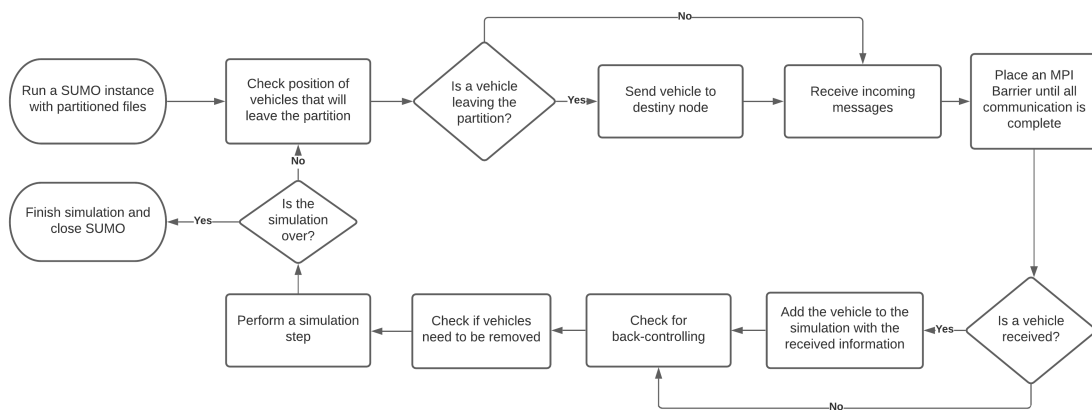 No
Run a SUMO instance
with partitioned files
Check position of
vehicles that will
leave the partition
Is a vehicle
leaving the
partition?
Yes
Send vehicle to
destiny node
Receive incoming
messages
Place an MPI
Barrier until all
communication is
complete
No
Finish simulation and
close SUMO
Yes
Is the
simulation
over?
Perform a simulation
step
Check if vehicles
need to be removed
Check for
back-controlling
Add the vehicle to the
simulation with the
received information
Yes
Is a vehicle
received?
No